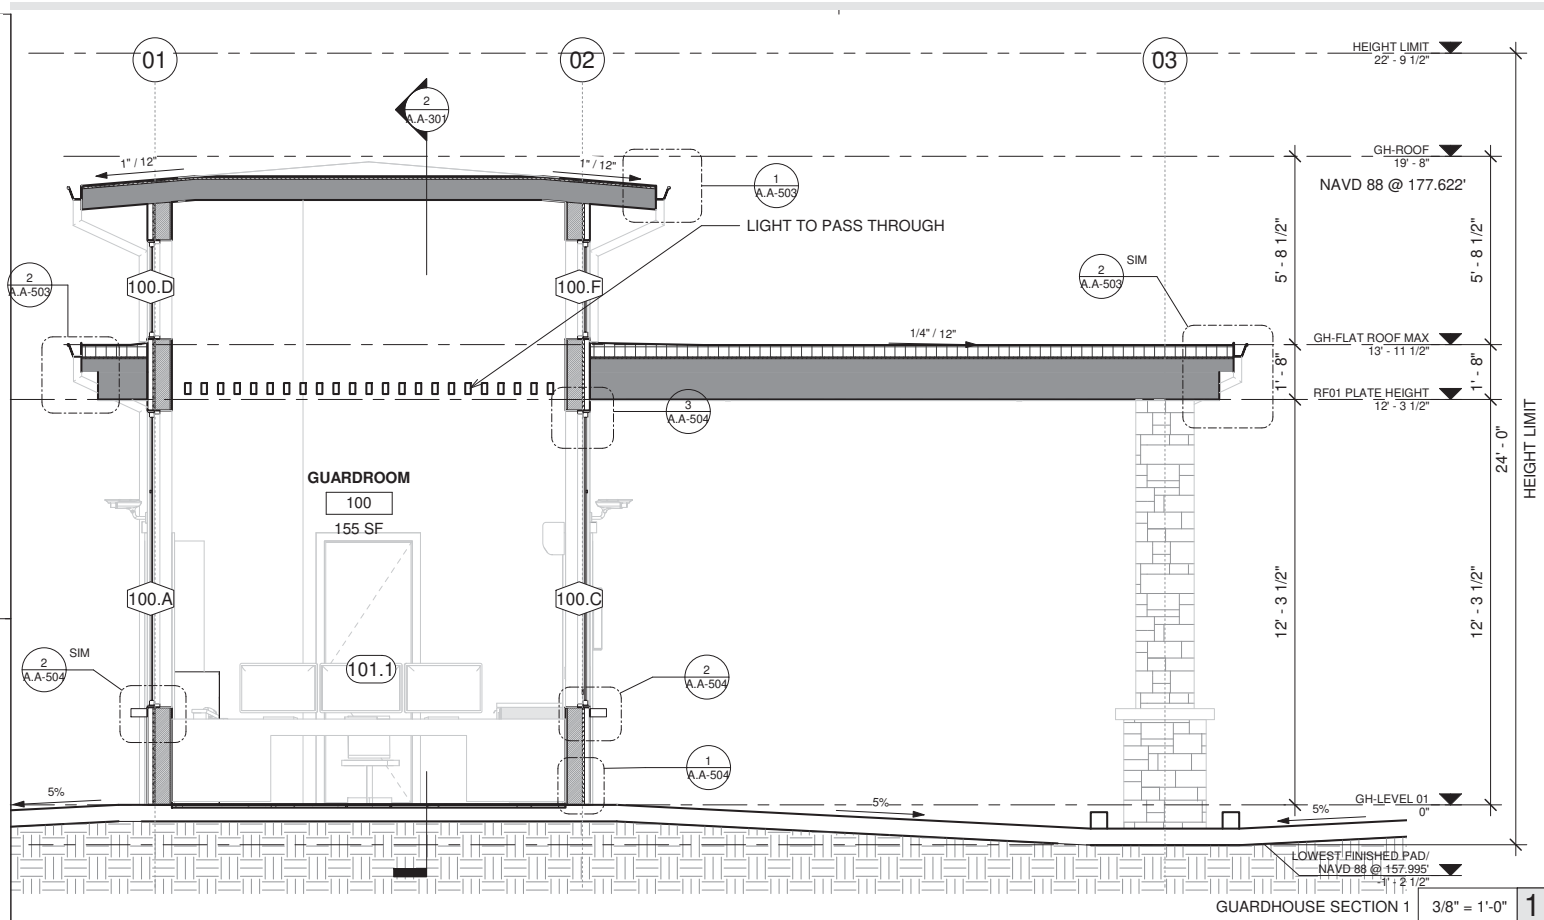 01
02
03
HEIGHT LIMIT
22' - 9 1/2"
2
A.A-301
GH-ROOF
19' - 8"
NAVD 88 @ 177.622'
1" / 12"
1" / 12"
1
A.A-503
LIGHT TO PASS THROUGH
5' - 8 1/2"
5' - 8 1/2"
2
A.A-503
100.D
100.F
2
A.A-503
SIM
1/4" / 12"
GH-FLAT ROOF MAX
13' - 11 1/2"
1' - 8"
1' - 8"
RF01 PLATE HEIGHT
12' - 3 1/2"
3
A.A-504
24' - 0"
HEIGHT LIMIT
GUARDROOM
100
155 SF
100.A
100.C
12' - 3 1/2"
12' - 3 1/2"
2
A.A-504
SIM
101.1
2
A.A-504
1
A.A-504
5%
5%
5%
GH-LEVEL 01
0"
LOWEST FINISHED PAD/
NAVD 88 @ 157.995'
-1' - 2 1/2"
GUARDHOUSE SECTION 1
3/8" = 1'-0"
1